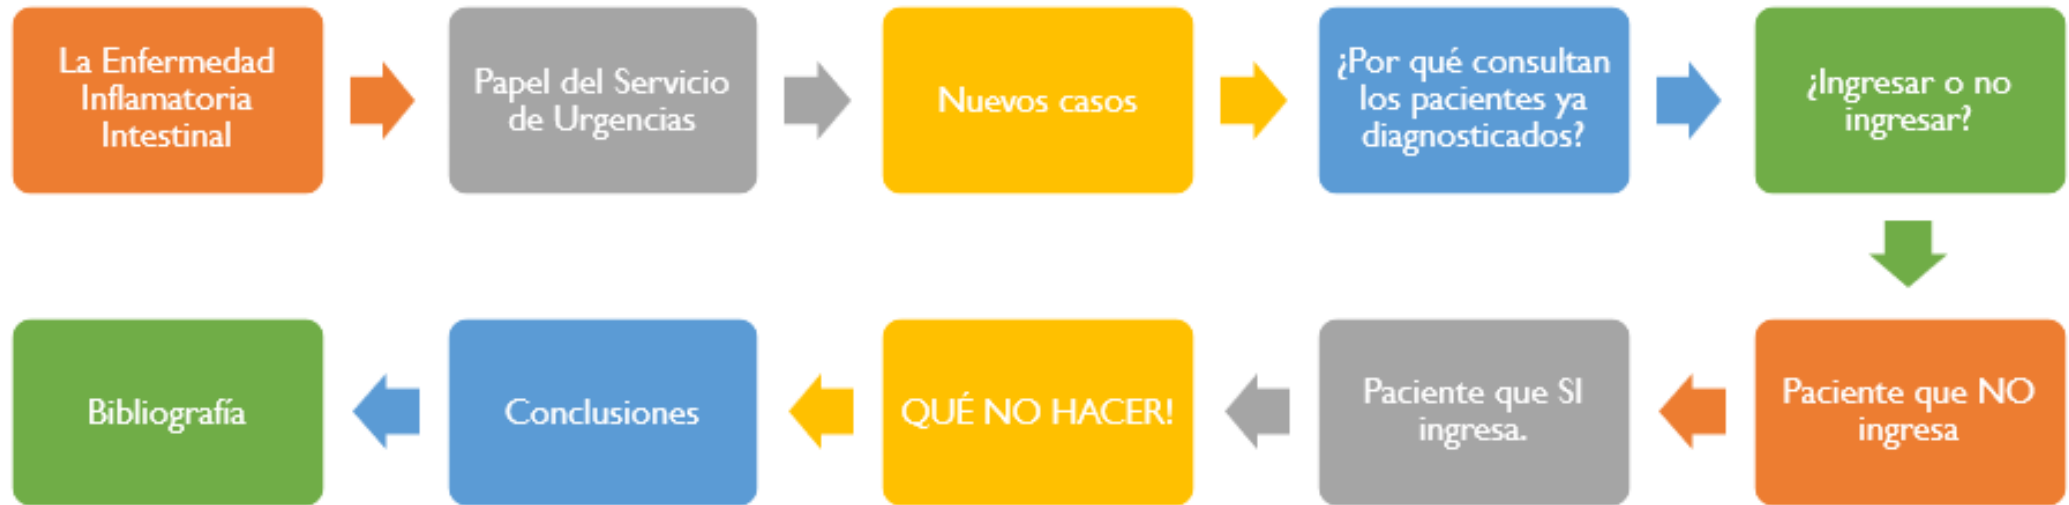 La Enfermedad
Inflamatoria
Intestinal
Papel del Servicio
de Urgencias
Nuevos casos
¿Por qué consultan
los pacientes ya
diagnosticados?
¿Ingresar o no
ingresar?
Paciente que NO
ingresa
Paciente que SI
ingresa.
QUÉ NO HACER!
Conclusiones
Bibliografía